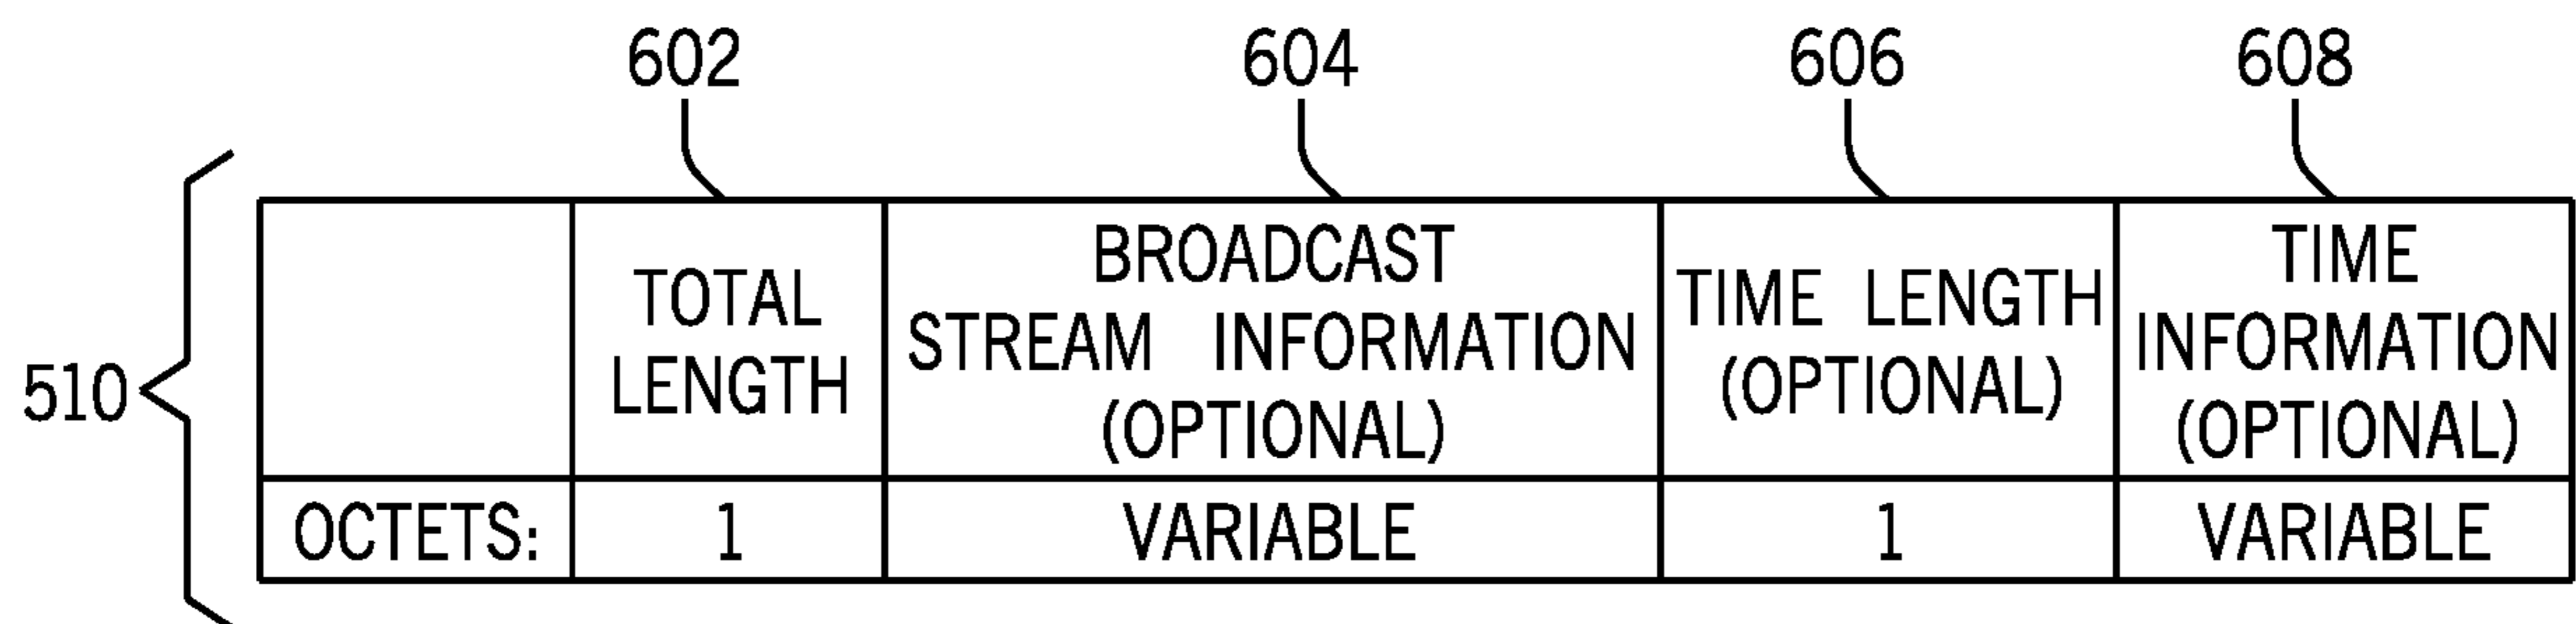 602 604 606 608
510
TOTAL
LENGTH
BROADCAST
STREAM INFORMATION
(OPTIONAL)
TIME LENGTH
(OPTIONAL)
TIME
INFORMATION
(OPTIONAL)
OCTETS: 1 VARIABLE 1 VARIABLE